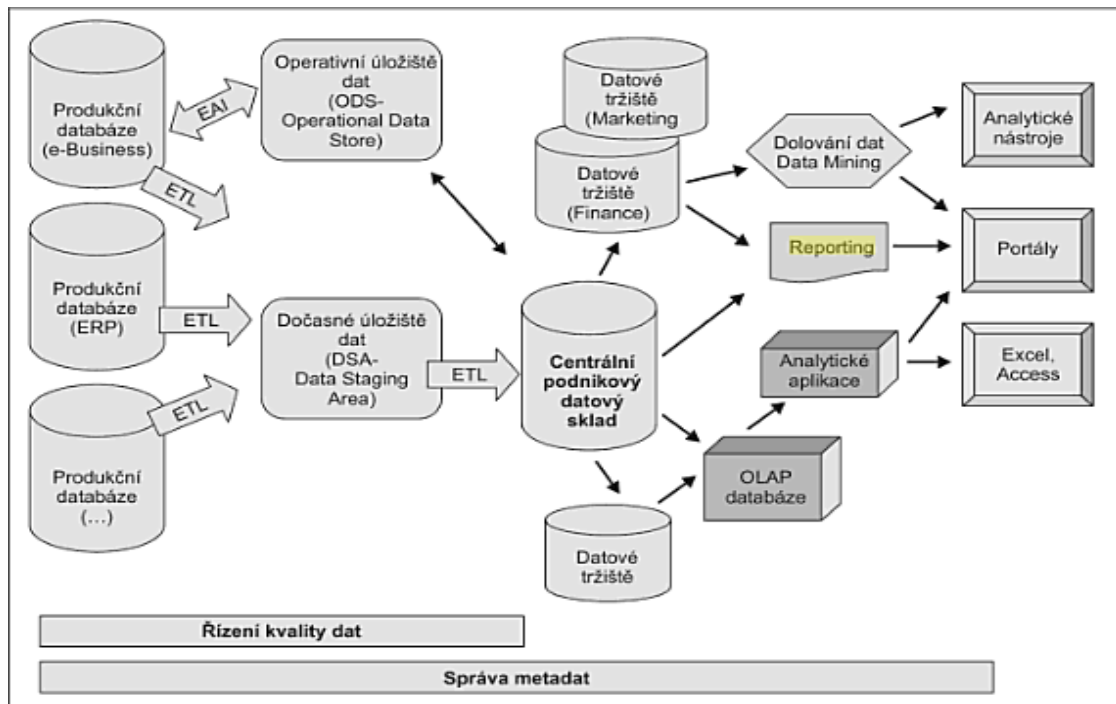 Produkční
databáze
(e-Business)
EAI
Operativní úložiště
dat
(ODS-
Operational Data
Store)
ETL
Produkční
databáze
(ERP)
ETL
Dočasné úložiště
dat
(DSA-
Data Staging
Area)
ETL
Produkční
databáze
(...)
ETL
Centrální
podnikový
datový
sklad
Datové
tržiště
(Marketing
Datové
tržiště
(Finance)
Datové
tržiště
Dolování dat
Data Mining
Reporting
Analytické
aplikace
OLAP
databáze
Analytické
nástroje
Portály
Excel,
Access
Řízení kvality dat
Správa metadat